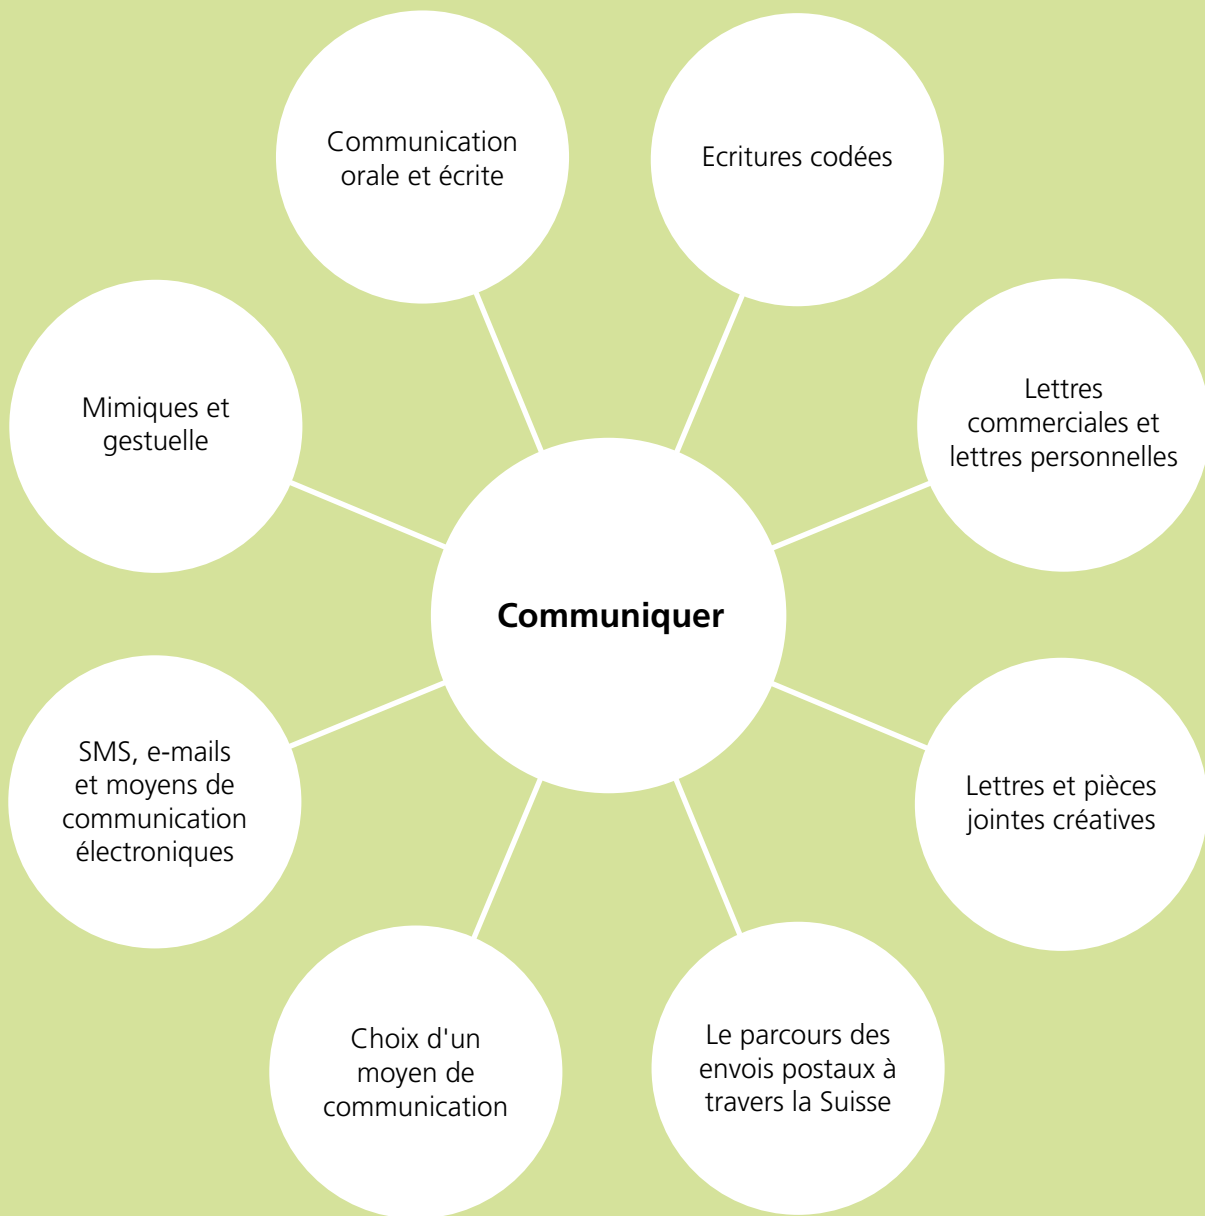 Communication
orale et écrite
Ecritures codées
Mimiques et
gestuelle
Lettres
commerciales et
lettres personnelles
Communiquer
SMS, e-mails
et moyens de
communication
électroniques
Lettres et pièces
jointes créatives
Choix d'un
moyen de
communication
Le parcours des
envois postaux à
travers la Suisse